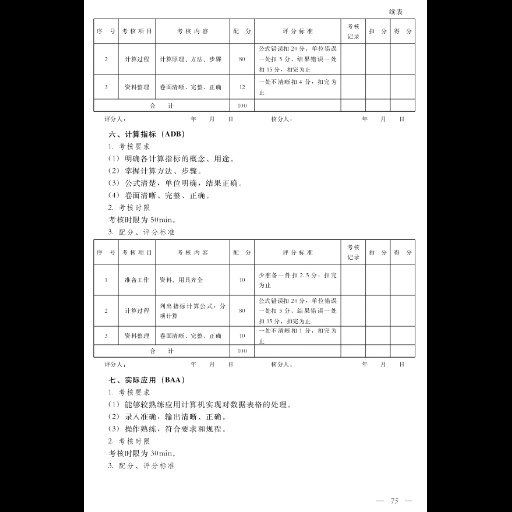 续表
序 号 考核项目 考 核 内 容 配 分 评 分 标 准 考核记录 扣 分 得 分
2 计算过程 计算原理、方法、步骤 80 公式错误扣 20 分，单位错误一处扣 5 分，结果错误一处扣 15 分，扣完为止
3 资料整理 卷面清晰、完整、正确 12 一处不清晰扣 4 分，扣完为止
合 计 100
评分人： 年 月 日 核分人： 年 月 日
六、计算指标（ADB）
1. 考核要求
（1）明确各计算指标的概念、用途。
（2）掌握计算方法、步骤。
（3）公式清楚，单位明确，结果正确。
（4）卷面清晰、完整、正确。
2. 考核时限
考核时限为 50min。
3. 配分、评分标准
序 号 考核项目 考 核 内 容 配 分 评 分 标 准 考核记录 扣 分 得 分
1 准备工作 资料、用具齐全 10 少准备一件扣 2.5 分，扣完为止
2 计算过程 列出指标计算公式，分项计算 80 公式错误扣 20 分，单位错误一处扣 5 分，结果错误一处扣 15 分，扣完为止
3 资料整理 卷面清晰、完整、正确 10 一处不清晰扣 1 分，扣完为止
合 计 100
评分人： 年 月 日 核分人： 年 月 日
七、实际应用（BAA）
1. 考核要求
（1）能够较熟练应用计算机实现对数据表格的处理。
（2）录入准确，输出清晰、正确。
（3）操作熟练，符合要求和规程。
2. 考核时限
考核时限为 30min。
3. 配分、评分标准
— 75 —